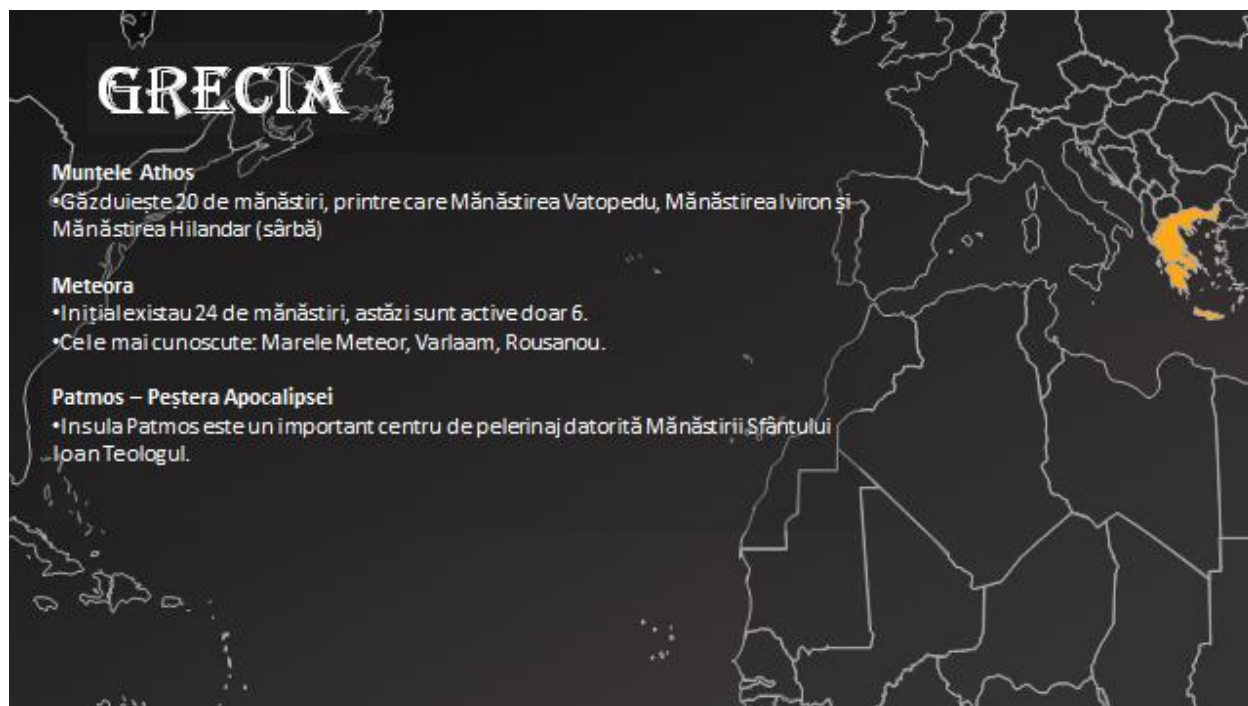 GRECIA
Muntele Athos
•Găzduiește 20 de mănăstiri, printre care Mănăstirea Vatopedu, Mănăstirea Iviron și
Mănăstirea Hilandar (sârbă)
Meteora
•Inițial existau 24 de mănăstiri, astăzi sunt active doar 6.
•Cele mai cunoscute: Marele Meteor, Varlaam, Rousanou.
Patmos – Peștera Apocalipsei
•Insula Patmos este un important centru de pelerinaj datorită Mănăstirii Sfântului
Ioan Teologul.